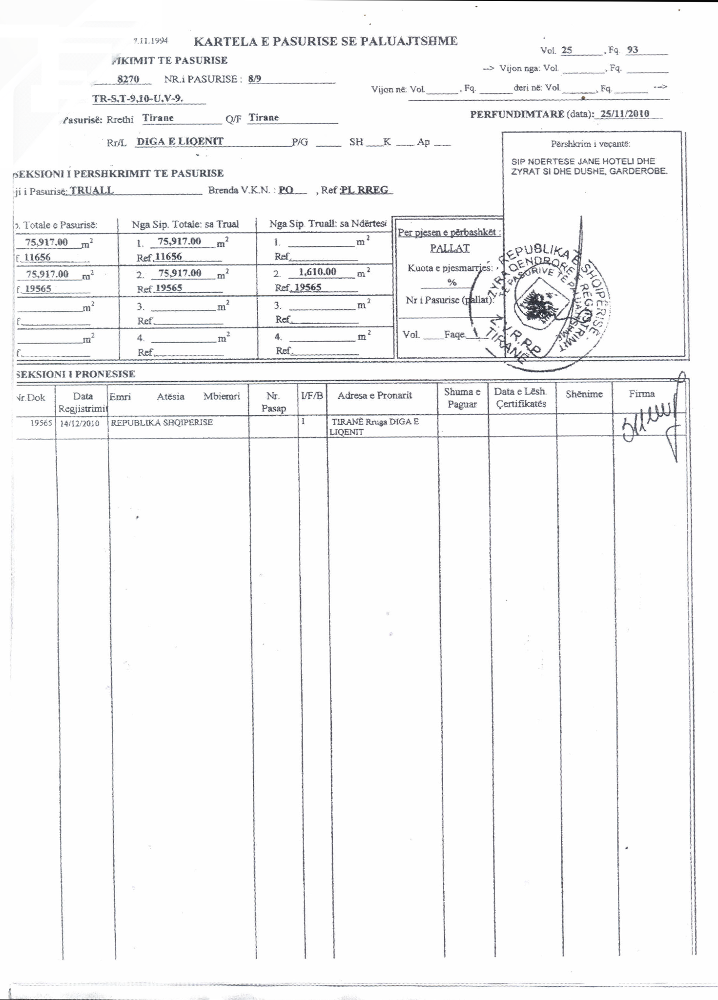 7.11.1994 KARTELA E PASURISE SE PALUAJTSHME
Vol. 25 , Fq. 93
IKIMIT TE PASURISE
--> Vijon nga: Vol. , Fq.
8270 NR.i PASURISE : 8/9
Vijon në: Vol. , Fq. deri në: Vol. , Fq. -->
TR-S.T-9,10-U.V-9.
Pasurisë: Rrethi Tirane Q/F Tirane
PERFUNDIMTARE (data): 25/11/2010
Rr/L DIGA E LIQENIT P/G SH K Ap
Përshkrim i veçantë:
SIP NDERTESE JANE HOTELI DHE
ZYRAT SI DHE DUSHE, GARDEROBE.
SEKSIONI I PERSHKRIMIT TE PASURISE
ji i Pasurisë: TRUALL Brenda V.K.N. : PO , Ref :PL RREG
. Totale e Pasurisë: Nga Sip. Totale: sa Trual Nga Sip. Truall: sa Ndërtesi
75,917.00 m2 1. 75,917.00 m2 1. m2
f. 11656 Ref. 11656 Ref.
75,917.00 m2 2. 75,917.00 m2 2. 1,610.00 m2
f. 19565 Ref. 19565 Ref. 19565
m2 3. m2 3. m2
f. Ref. Ref.
m2 4. m2 4. m2
f. Ref. Ref.
Per pjesen e përbashkët :
PALLAT
Kuota e pjesmarrjes:
%
Nr i Pasurise (pallat):
Vol. Faqe.
REPUBLIKA E SHQIPËRISË -
ZYRA QENDRORE E REGJISTRIMIT
TË PASURIVE TË PALUAJTSHME
Z.V.R.P.P
TIRANË
SEKSIONI I PRONESISE
Nr.Dok Data Regjistrimit Emri Atësia Mbiemri Nr. Pasap I/F/B Adresa e Pronarit Shuma e Paguar Data e Lësh. Çertifikatës Shënime Firma
19565 14/12/2010 REPUBLIKA SHQIPERISE I TIRANË Rruga DIGA E
LIQENIT